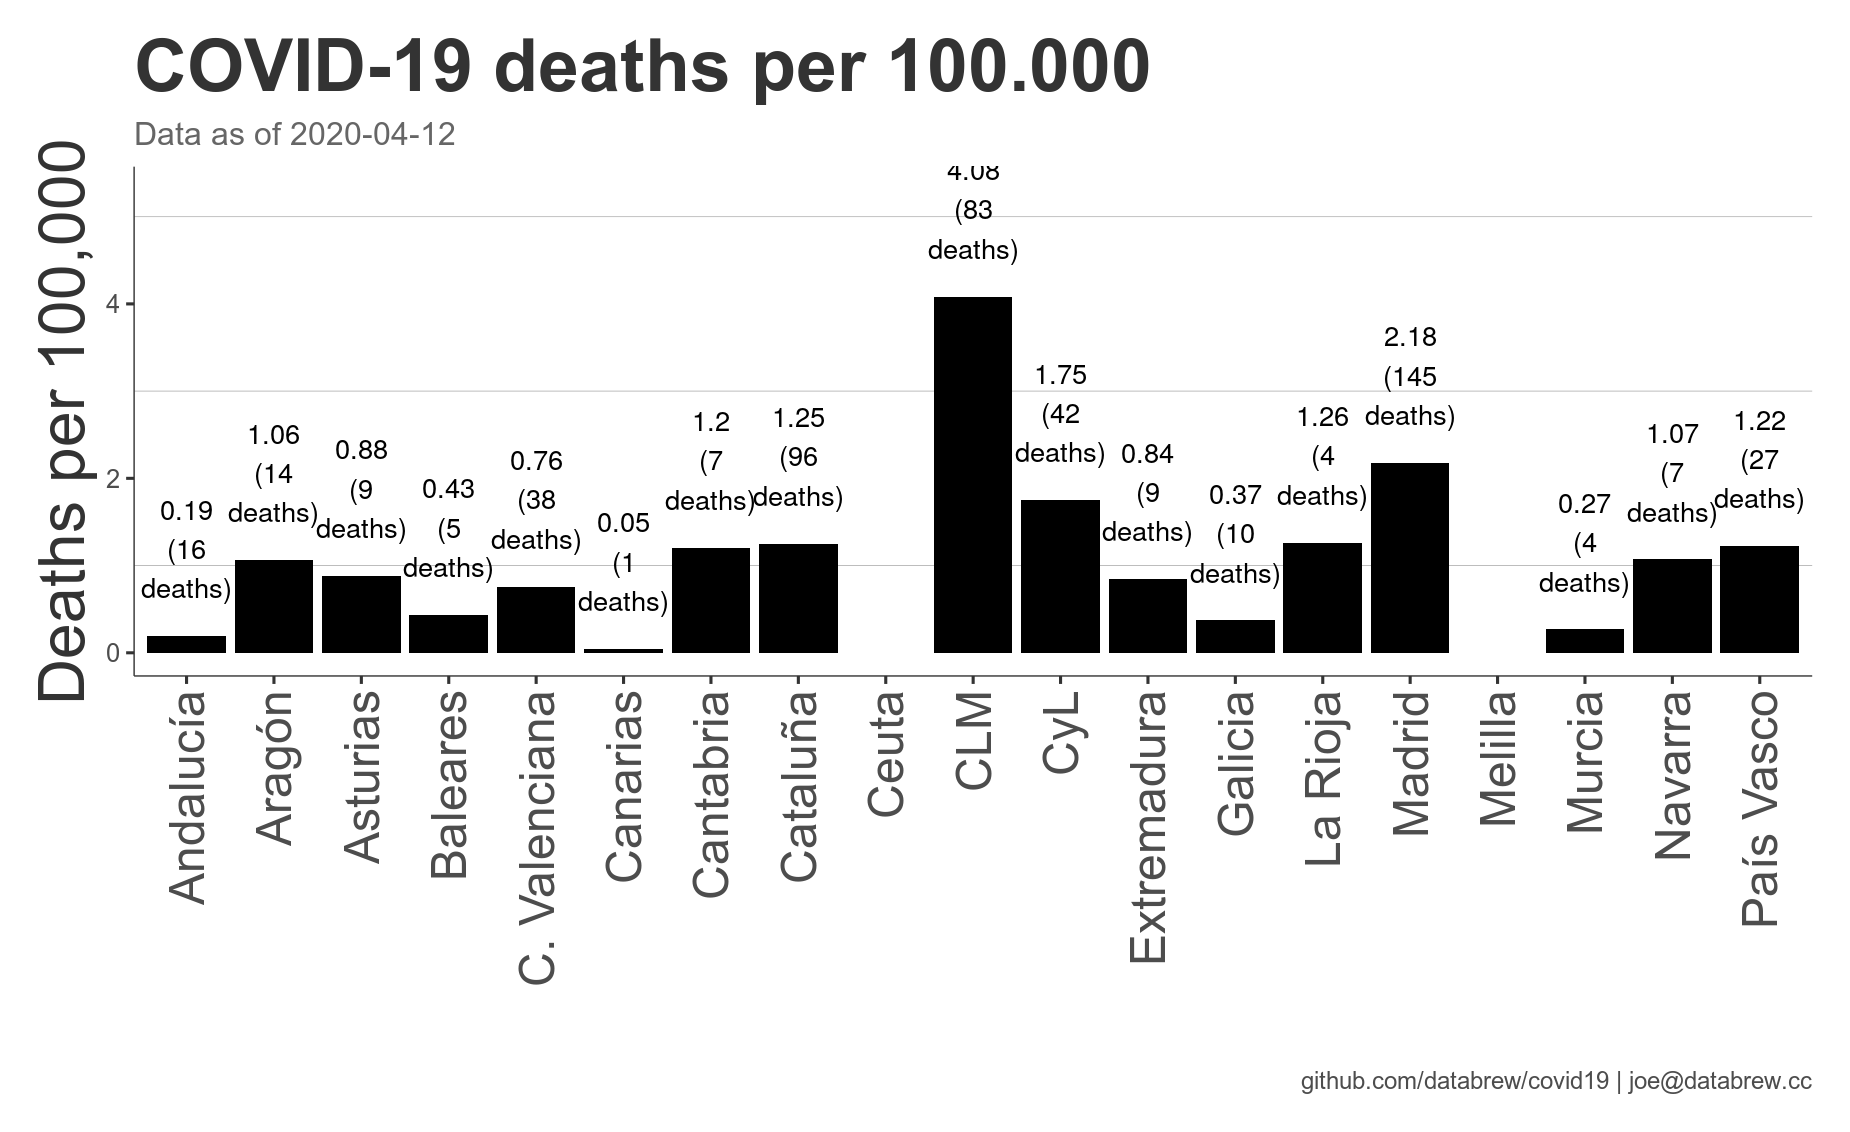 COVID-19 deaths per 100.000
Data as of 2020-04-12
Deaths per 100,000
4
2
0
0.19
(16
deaths)
1.06
(14
deaths)
0.88
(9
deaths)
0.43
(5
deaths)
0.76
(38
deaths)
0.05
(1
deaths)
1.2
(7
deaths)
1.25
(96
deaths)
4.08
(83
deaths)
1.75
(42
deaths)
0.84
(9
deaths)
0.37
(10
deaths)
1.26
(4
deaths)
2.18
(145
deaths)
0.27
(4
deaths)
1.07
(7
deaths)
1.22
(27
deaths)
Andalucía
Aragón
Asturias
Baleares
C. Valenciana
Canarias
Cantabria
Cataluña
Ceuta
CLM
CyL
Extremadura
Galicia
La Rioja
Madrid
Melilla
Murcia
Navarra
País Vasco
github.com/databrew/covid19 | joe@databrew.cc